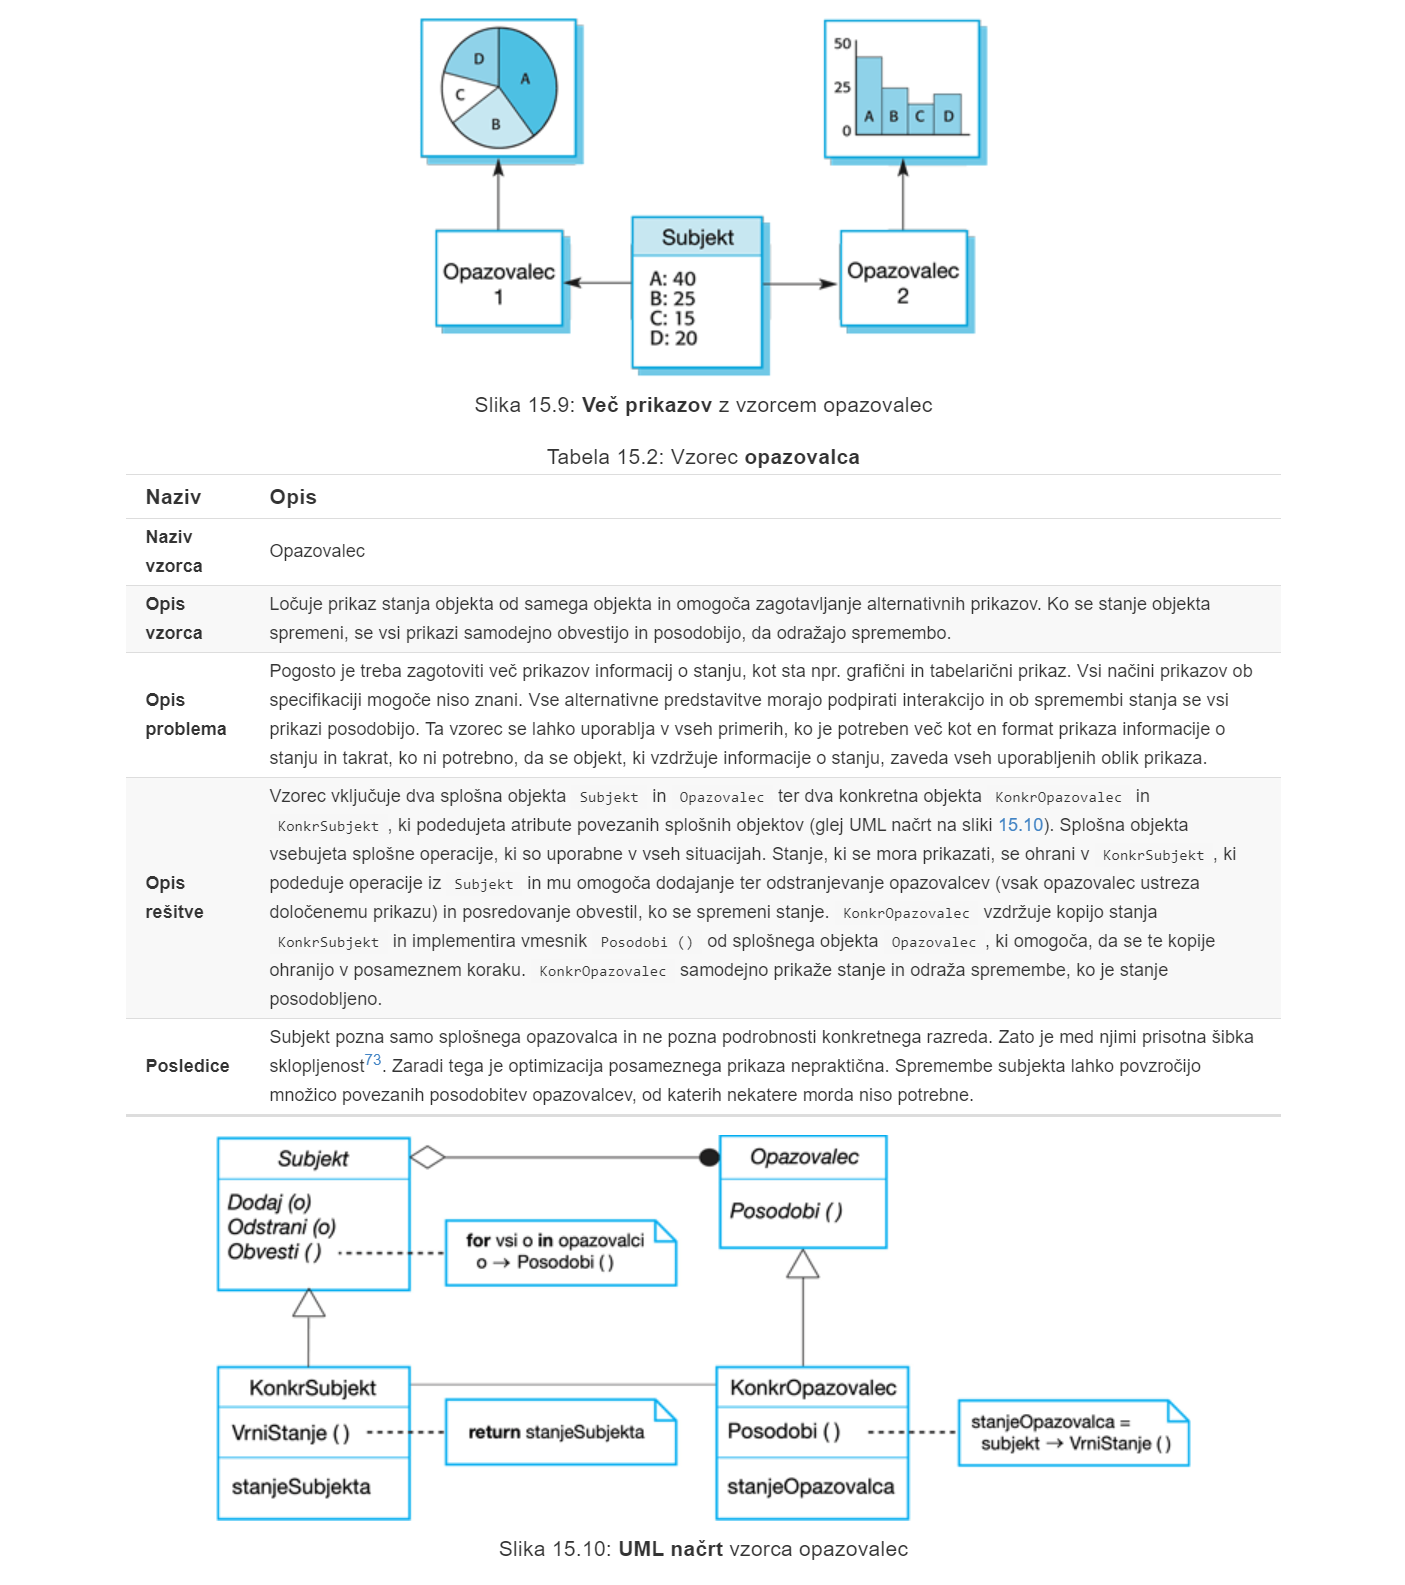 D
A
C
B
50
25
0
A B C D
Opazovalec
1
Subjekt
A: 40
B: 25
C: 15
D: 20
Opazovalec
2
Slika 15.9: Več prikazov z vzorcem opazovalec
Tabela 15.2: Vzorec opazovalca
Naziv Opis
Naziv
vzorca
Opazovalec
Opis
vzorca
Ločuje prikaz stanja objekta od samega objekta in omogoča zagotavljanje alternativnih prikazov. Ko se stanje objekta
spremeni, se vsi prikazi samodejno obvestijo in posodobijo, da odražajo spremembo.
Opis
problema
Pogosto je treba zagotoviti več prikazov informacij o stanju, kot sta npr. grafični in tabelarični prikaz. Vsi načini prikazov ob
specifikaciji mogoče niso znani. Vse alternativne predstavitve morajo podpirati interakcijo in ob spremembi stanja se vsi
prikazi posodobijo. Ta vzorec se lahko uporablja v vseh primerih, ko je potreben več kot en format prikaza informacije o
stanju in takrat, ko ni potrebno, da se objekt, ki vzdržuje informacije o stanju, zaveda vseh uporabljenih oblik prikaza.
Opis
rešitve
Vzorec vključuje dva splošna objekta Subjekt in Opazovalec ter dva konkretna objekta KonkrOpazovalec in
KonkrSubjekt , ki podedujeta atribute povezanih splošnih objektov (glej UML načrt na sliki 15.10). Splošna objekta
vsebujeta splošne operacije, ki so uporabne v vseh situacijah. Stanje, ki se mora prikazati, se ohrani v KonkrSubjekt , ki
podeduje operacije iz Subjekt in mu omogoča dodajanje ter odstranjevanje opazovalcev (vsak opazovalec ustreza
določenemu prikazu) in posredovanje obvestil, ko se spremeni stanje. KonkrOpazovalec vzdržuje kopijo stanja
KonkrSubjekt in implementira vmesnik Posodobi () od splošnega objekta Opazovalec , ki omogoča, da se te kopije
ohranijo v posameznem koraku. KonkrOpazovalec samodejno prikaže stanje in odraža spremembe, ko je stanje
posodobljeno.
Posledice
Subjekt pozna samo splošnega opazovalca in ne pozna podrobnosti konkretnega razreda. Zato je med njimi prisotna šibka
sklopljenost73. Zaradi tega je optimizacija posameznega prikaza nepraktična. Spremembe subjekta lahko povzročijo
množico povezanih posodobitev opazovalcev, od katerih nekatere morda niso potrebne.
Subjekt
Dodaj (o)
Odstrani (o)
Obvesti ( )
for vsi o in opazovalci
o → Posodobi ( )
Opazovalec
Posodobi ( )
KonkrSubjekt
VrniStanje ( )
stanjeSubjekta
return stanjeSubjekta
KonkrOpazovalec
Posodobi ( )
stanjeOpazovalca
stanjeOpazovalca =
subjekt → VrniStanje ( )
Slika 15.10: UML načrt vzorca opazovalec